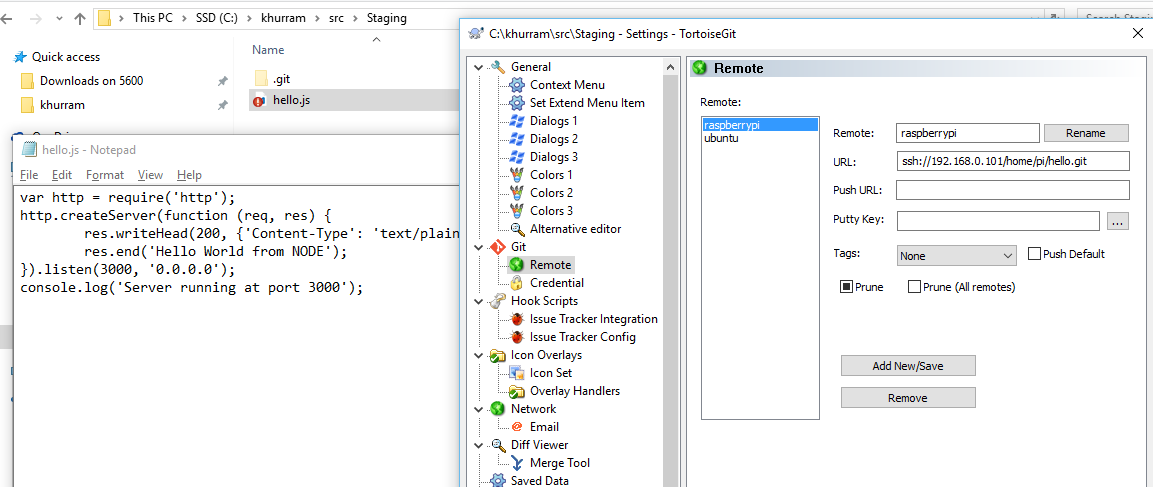 This PC > SSD (C:) > khurram > src > Staging
Quick access
Downloads on 5600
khurram
Name
.git
hello.js
hello.js - Notepad
File Edit Format View Help
var http = require('http');
http.createServer(function (req, res) {
res.writeHead(200, {'Content-Type': 'text/plain
res.end('Hello World from NODE');
}).listen(3000, '0.0.0.0');
console.log('Server running at port 3000');
C:\khurram\src\Staging - Settings - TortoiseGit
General
Context Menu
Set Extend Menu Item
Dialogs 1
Dialogs 2
Dialogs 3
Colors 1
Colors 2
Colors 3
Alternative editor
Git
Remote
Credential
Hook Scripts
Issue Tracker Integration
Issue Tracker Config
Icon Overlays
Icon Set
Overlay Handlers
Network
Email
Diff Viewer
Merge Tool
Saved Data
Remote
Remote:
raspberrypi
ubuntu
Remote: raspberrypi Rename
URL: ssh://192.168.0.101/home/pi/hello.git
Push URL:
Putty Key: ...
Tags: None Push Default
Prune Prune (All remotes)
Add New/Save
Remove